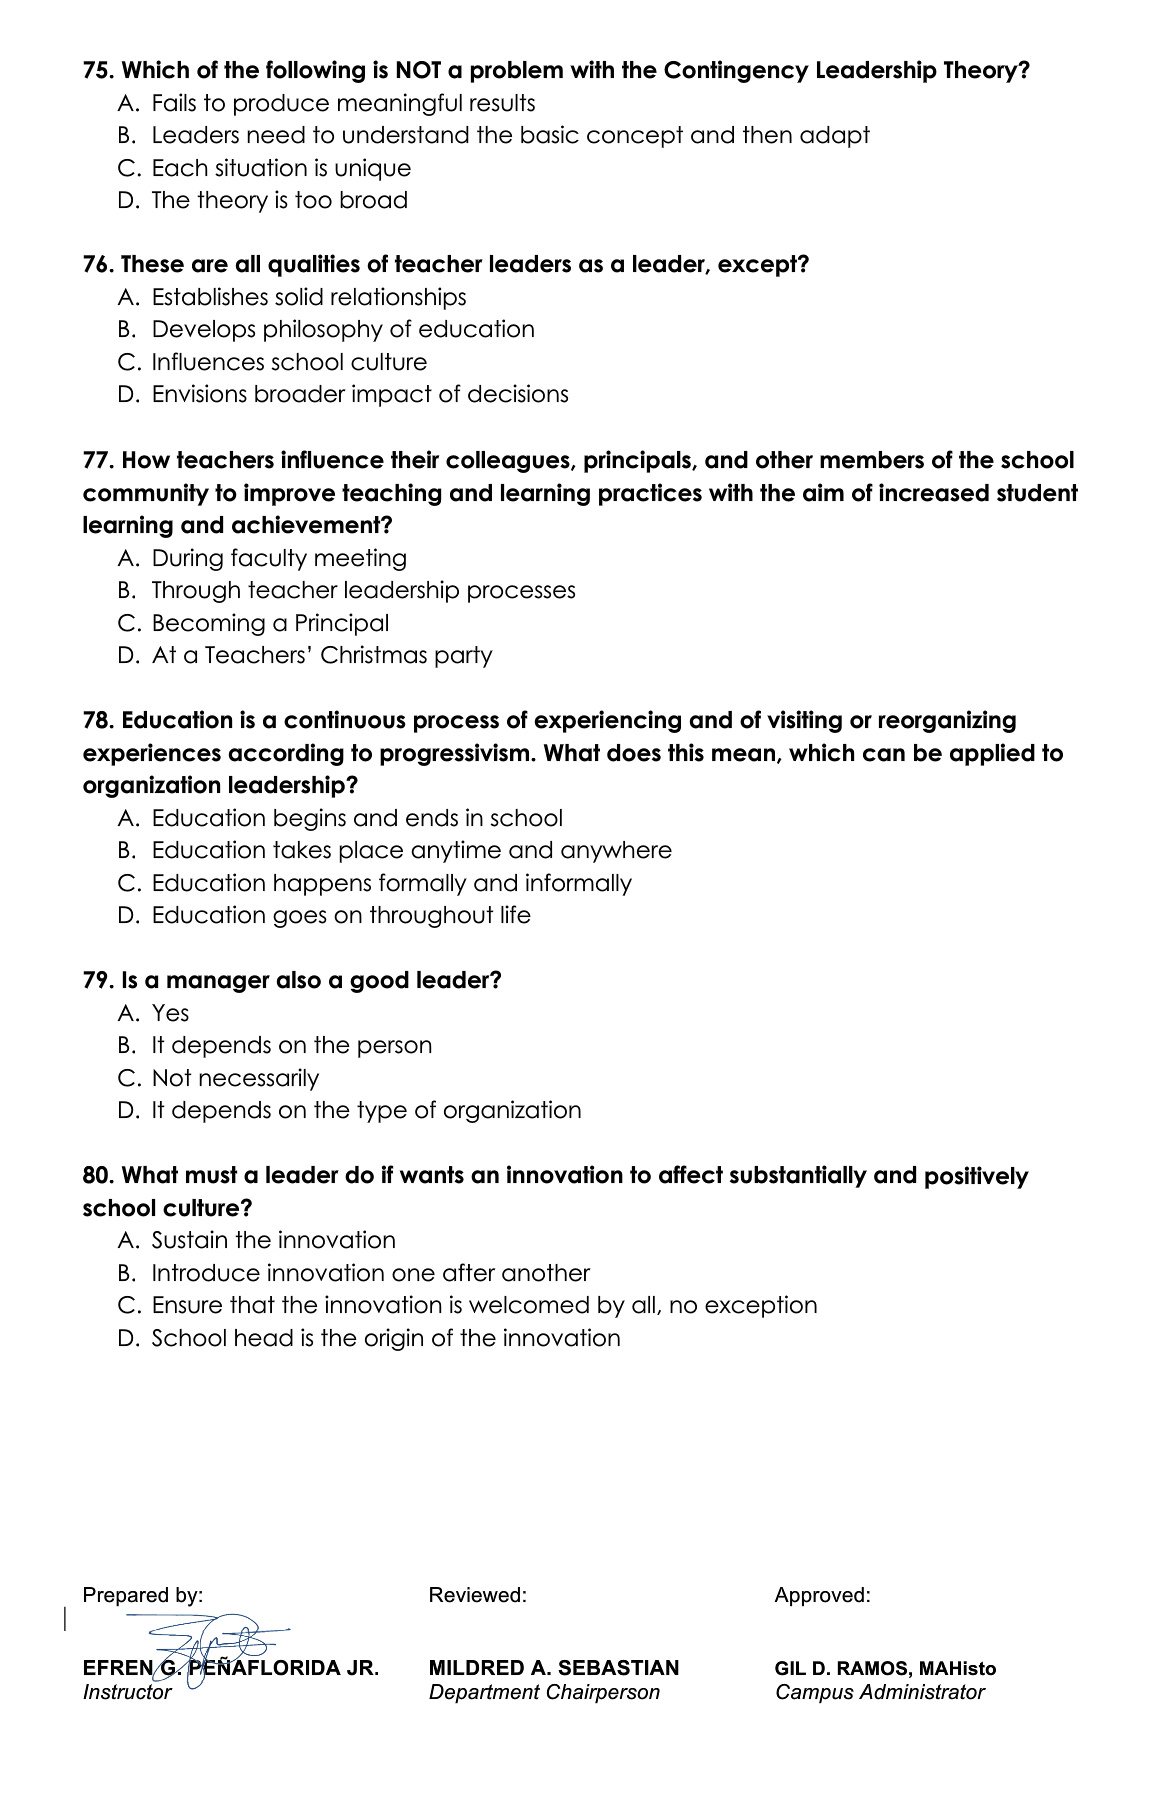 75. Which of the following is NOT a problem with the Contingency Leadership Theory?
A. Fails to produce meaningful results
B. Leaders need to understand the basic concept and then adapt
C. Each situation is unique
D. The theory is too broad
76. These are all qualities of teacher leaders as a leader, except?
A. Establishes solid relationships
B. Develops philosophy of education
C. Influences school culture
D. Envisions broader impact of decisions
77. How teachers influence their colleagues, principals, and other members of the school
community to improve teaching and learning practices with the aim of increased student
learning and achievement?
A. During faculty meeting
B. Through teacher leadership processes
C. Becoming a Principal
D. At a Teachers' Christmas party
78. Education is a continuous process of experiencing and of visiting or reorganizing
experiences according to progressivism. What does this mean, which can be applied to
organization leadership?
A. Education begins and ends in school
B. Education takes place anytime and anywhere
C. Education happens formally and informally
D. Education goes on throughout life
79. Is a manager also a good leader?
A. Yes
B. It depends on the person
C. Not necessarily
D. It depends on the type of organization
80. What must a leader do if wants an innovation to affect substantially and positively
school culture?
A. Sustain the innovation
B. Introduce innovation one after another
C. Ensure that the innovation is welcomed by all, no exception
D. School head is the origin of the innovation
Prepared by: Reviewed: Approved:
EFREN G. PEÑAFLORIDA JR. MILDRED A. SEBASTIAN GIL D. RAMOS, MAHisto
Instructor Department Chairperson Campus Administrator